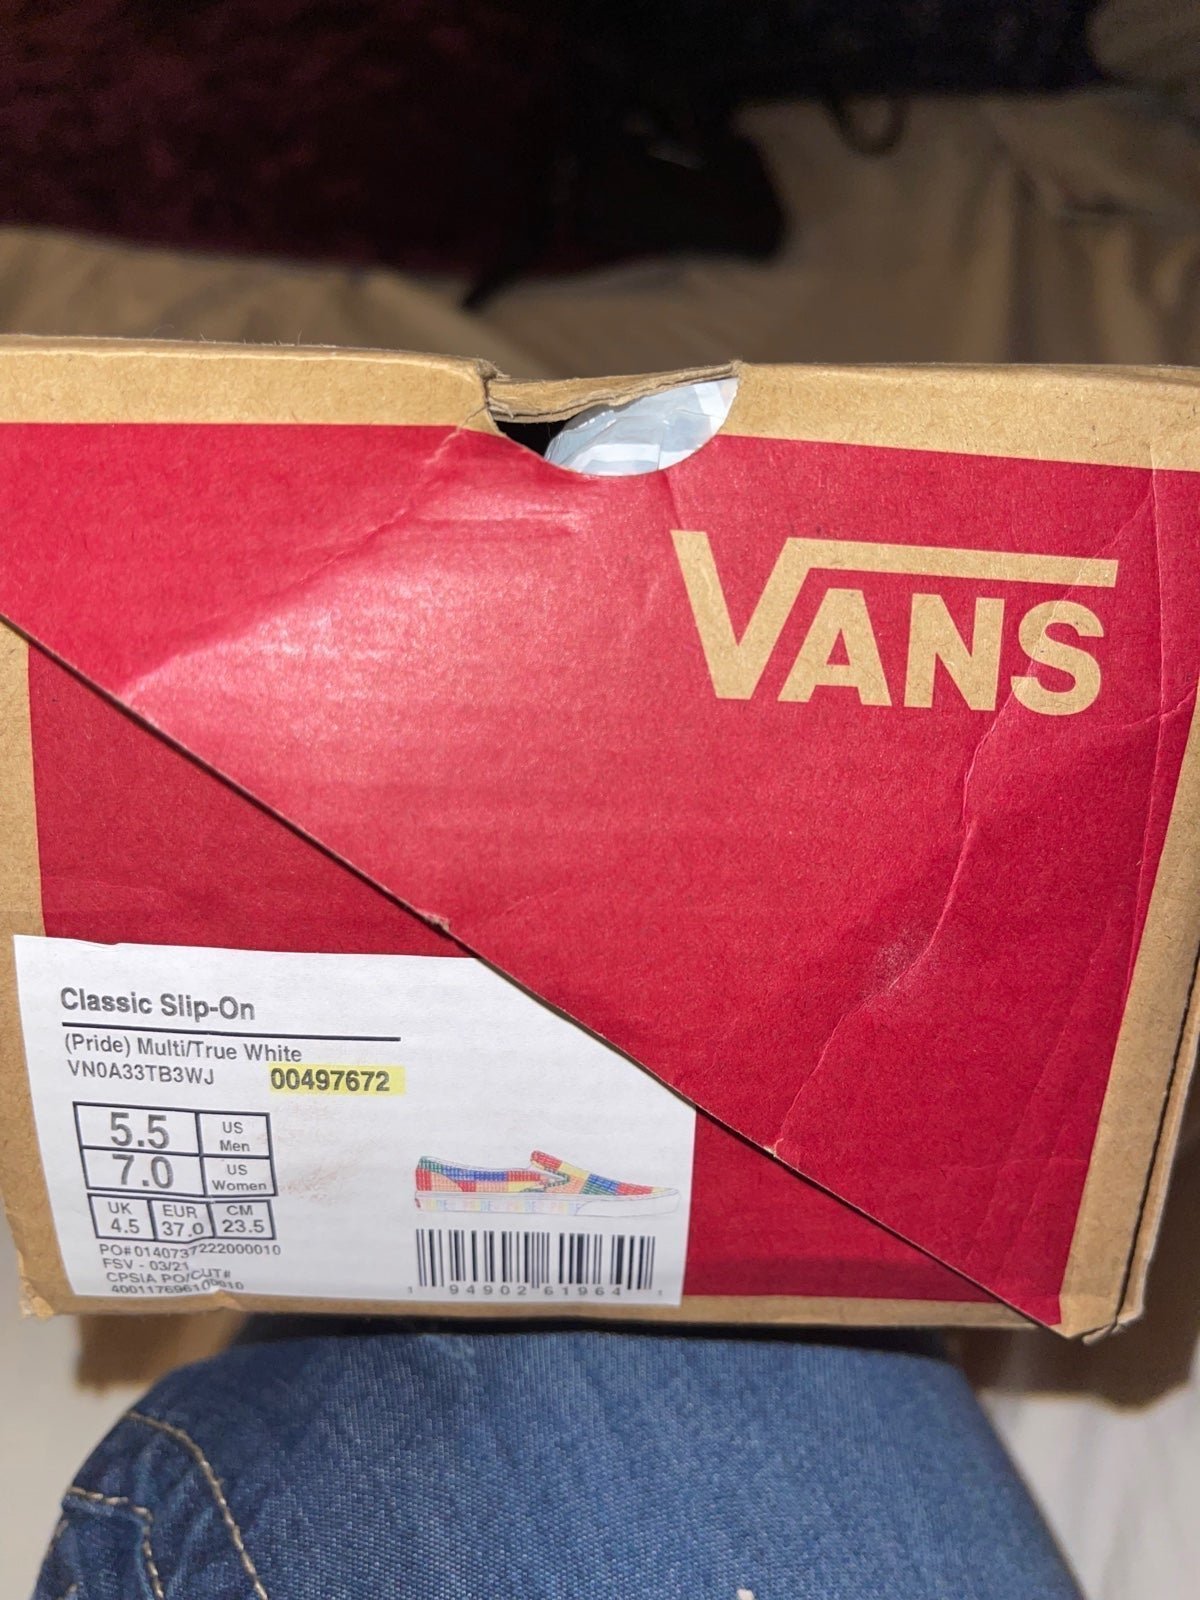 VANS
Classic Slip-On
(Pride) Multi/True White
VN0A33TB3WJ 00497672
5.5 US Men
7.0 US Women
UK 4.5 EUR 37.0 CM 23.5
PO# 0140737222000010
FSV - 03/21
CPSIA PO/CUT#
1 94902 61964 1